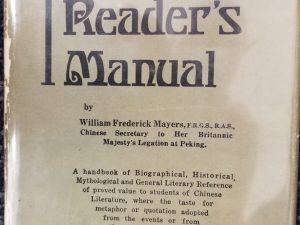 Reader's
Manual
by
William Frederick Mayers, F.R.G.S., R.A.S.,
Chinese Secretary to Her Britannic
Majesty's Legation at Peking.
A handbook of Biographical, Historical,
Mythological and General Literary Reference
of proved value to students of Chinese
Literature, where the taste for
metaphor or quotation adopted
from the events or from